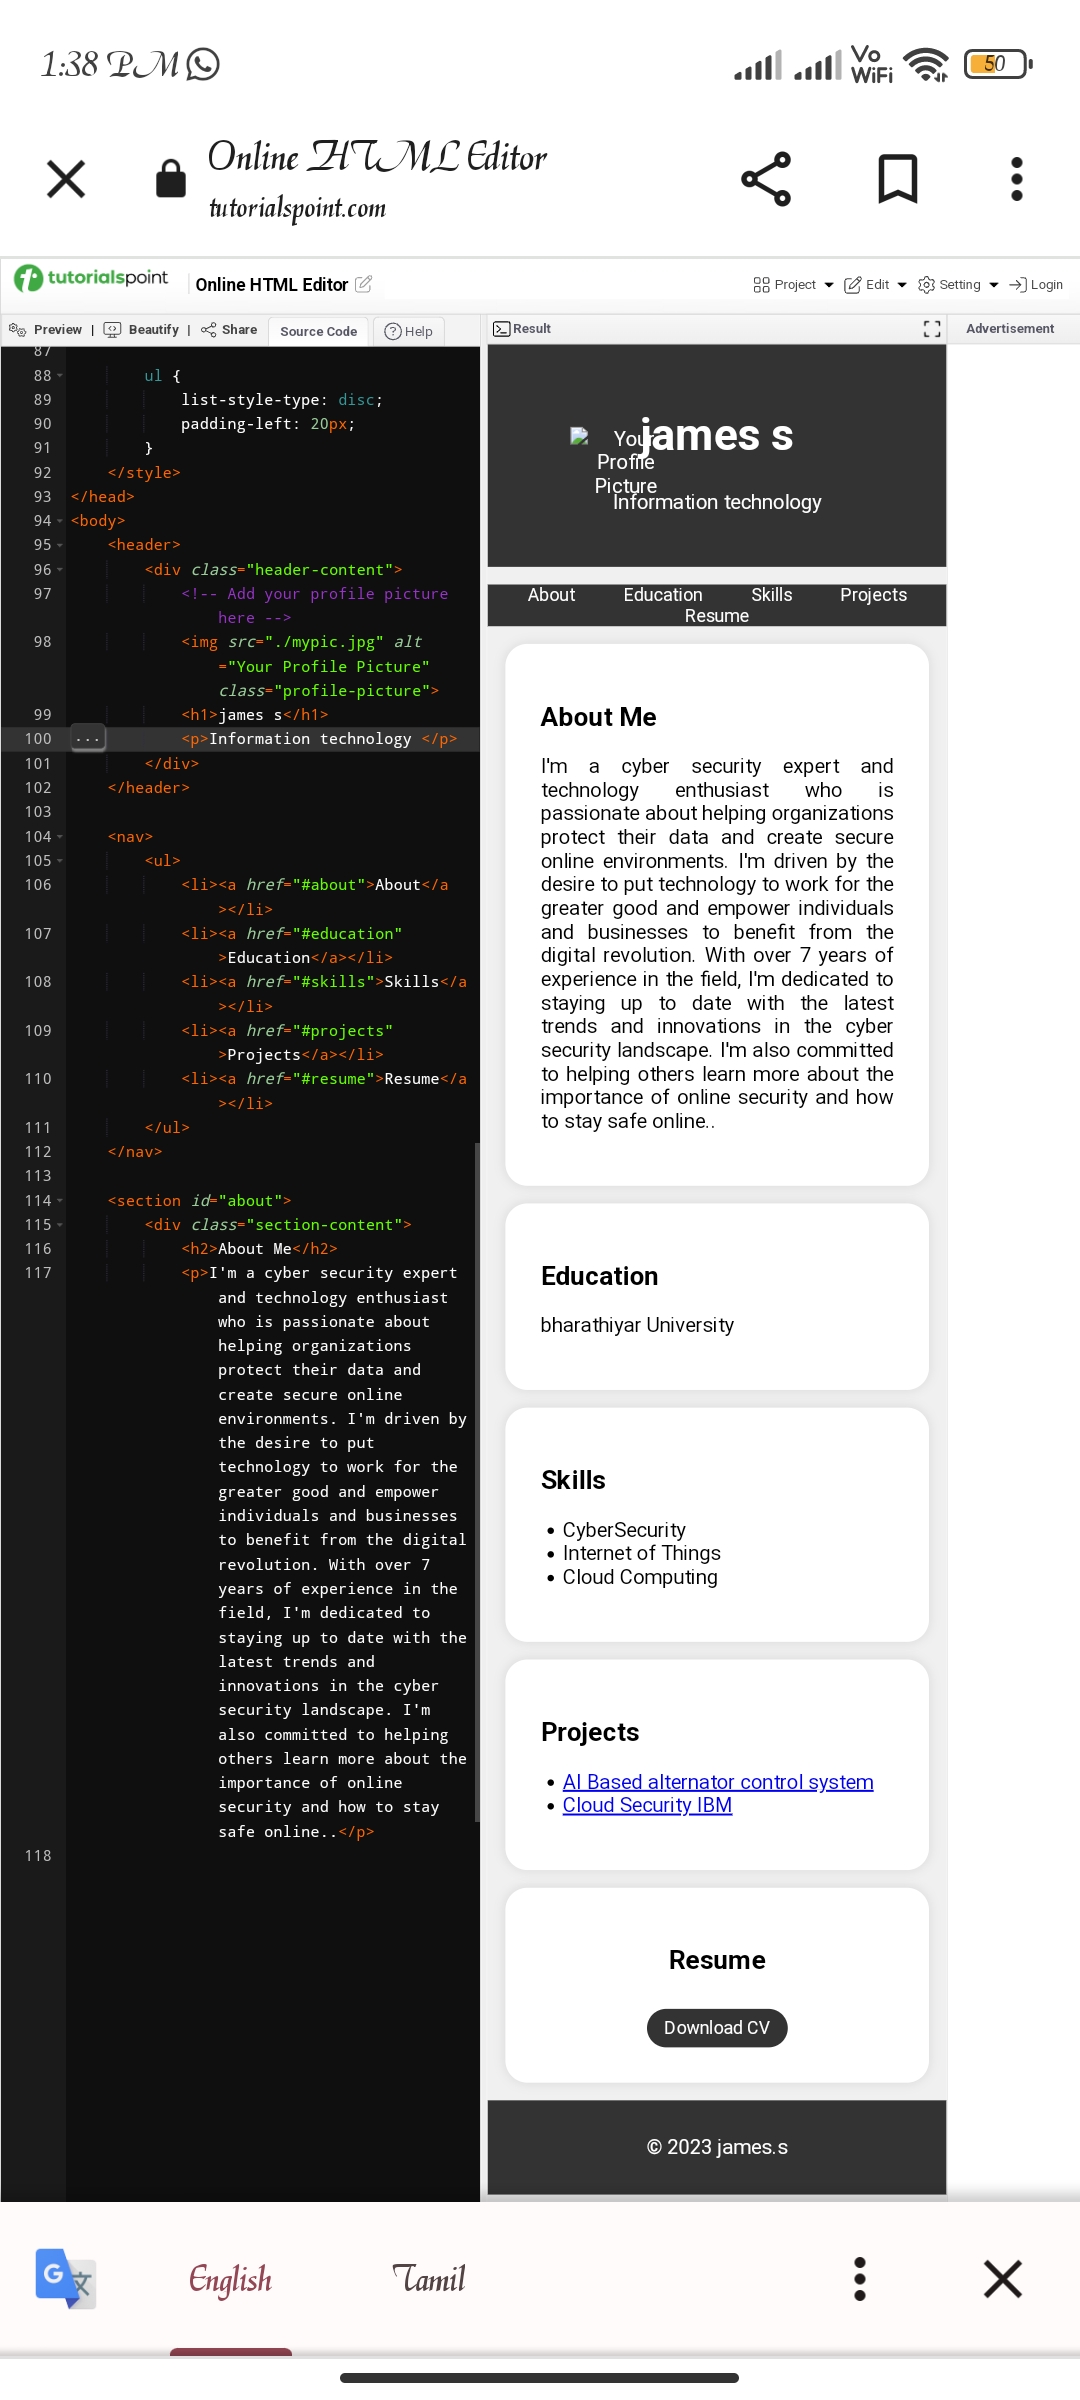 1:38 PM
Vo
WiFi
50
Online HTML Editor
tutorialspoint.com
tutorialspoint
Online HTML Editor
Project
Edit
Setting
Login
Preview |
Beautify |
Share
Source Code
Help
Result
Advertisement
87
88 ul {
89 list-style-type: disc;
90 padding-left: 20px;
91 }
92 </style>
93 </head>
94 <body>
95 <header>
96 <div class="header-content">
97 <!-- Add your profile picture
here -->
98 <img src="./mypic.jpg" alt
="Your Profile Picture"
class="profile-picture">
99 <h1>james s</h1>
100 ... <p>Information technology </p>
101 </div>
102 </header>
103
104 <nav>
105 <ul>
106 <li><a href="#about">About</a
></li>
107 <li><a href="#education"
>Education</a></li>
108 <li><a href="#skills">Skills</a
></li>
109 <li><a href="#projects"
>Projects</a></li>
110 <li><a href="#resume">Resume</a
></li>
111 </ul>
112 </nav>
113
114 <section id="about">
115 <div class="section-content">
116 <h2>About Me</h2>
117 <p>I'm a cyber security expert
and technology enthusiast
who is passionate about
helping organizations
protect their data and
create secure online
environments. I'm driven by
the desire to put
technology to work for the
greater good and empower
individuals and businesses
to benefit from the digital
revolution. With over 7
years of experience in the
field, I'm dedicated to
staying up to date with the
latest trends and
innovations in the cyber
security landscape. I'm
also committed to helping
others learn more about the
importance of online
security and how to stay
safe online..</p>
118
Your
Profile
Picture
james s
Information technology
About Education Skills Projects
Resume
About Me
I'm a cyber security expert and
technology enthusiast who is
passionate about helping organizations
protect their data and create secure
online environments. I'm driven by the
desire to put technology to work for the
greater good and empower individuals
and businesses to benefit from the
digital revolution. With over 7 years of
experience in the field, I'm dedicated to
staying up to date with the latest
trends and innovations in the cyber
security landscape. I'm also committed
to helping others learn more about the
importance of online security and how
to stay safe online..
Education
bharathiyar University
Skills
• CyberSecurity
• Internet of Things
• Cloud Computing
Projects
• AI Based alternator control system
• Cloud Security IBM
Resume
Download CV
© 2023 james.s
G
文
English
Tamil